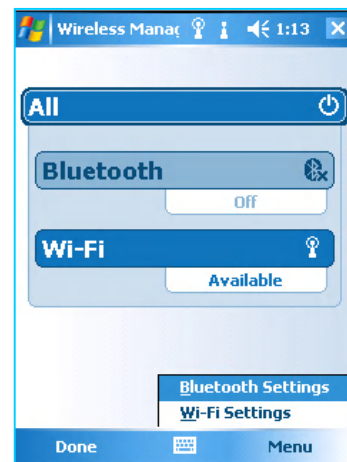 Wireless Manag 1:13
All
Bluetooth
Off
Wi-Fi
Available
Bluetooth Settings
Wi-Fi Settings
Done Menu